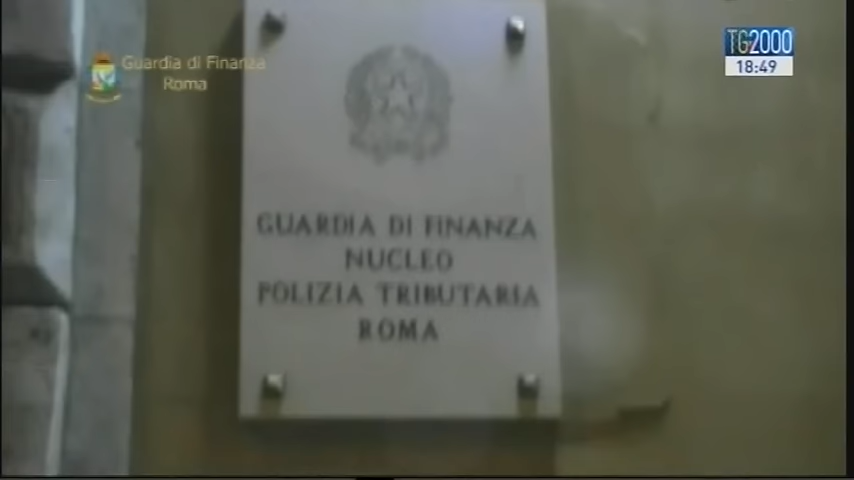 Guardia di Finanza
Roma
TG2000
18:49
GUARDIA DI FINANZA
NUCLEO
POLIZIA TRIBUTARIA
ROMA